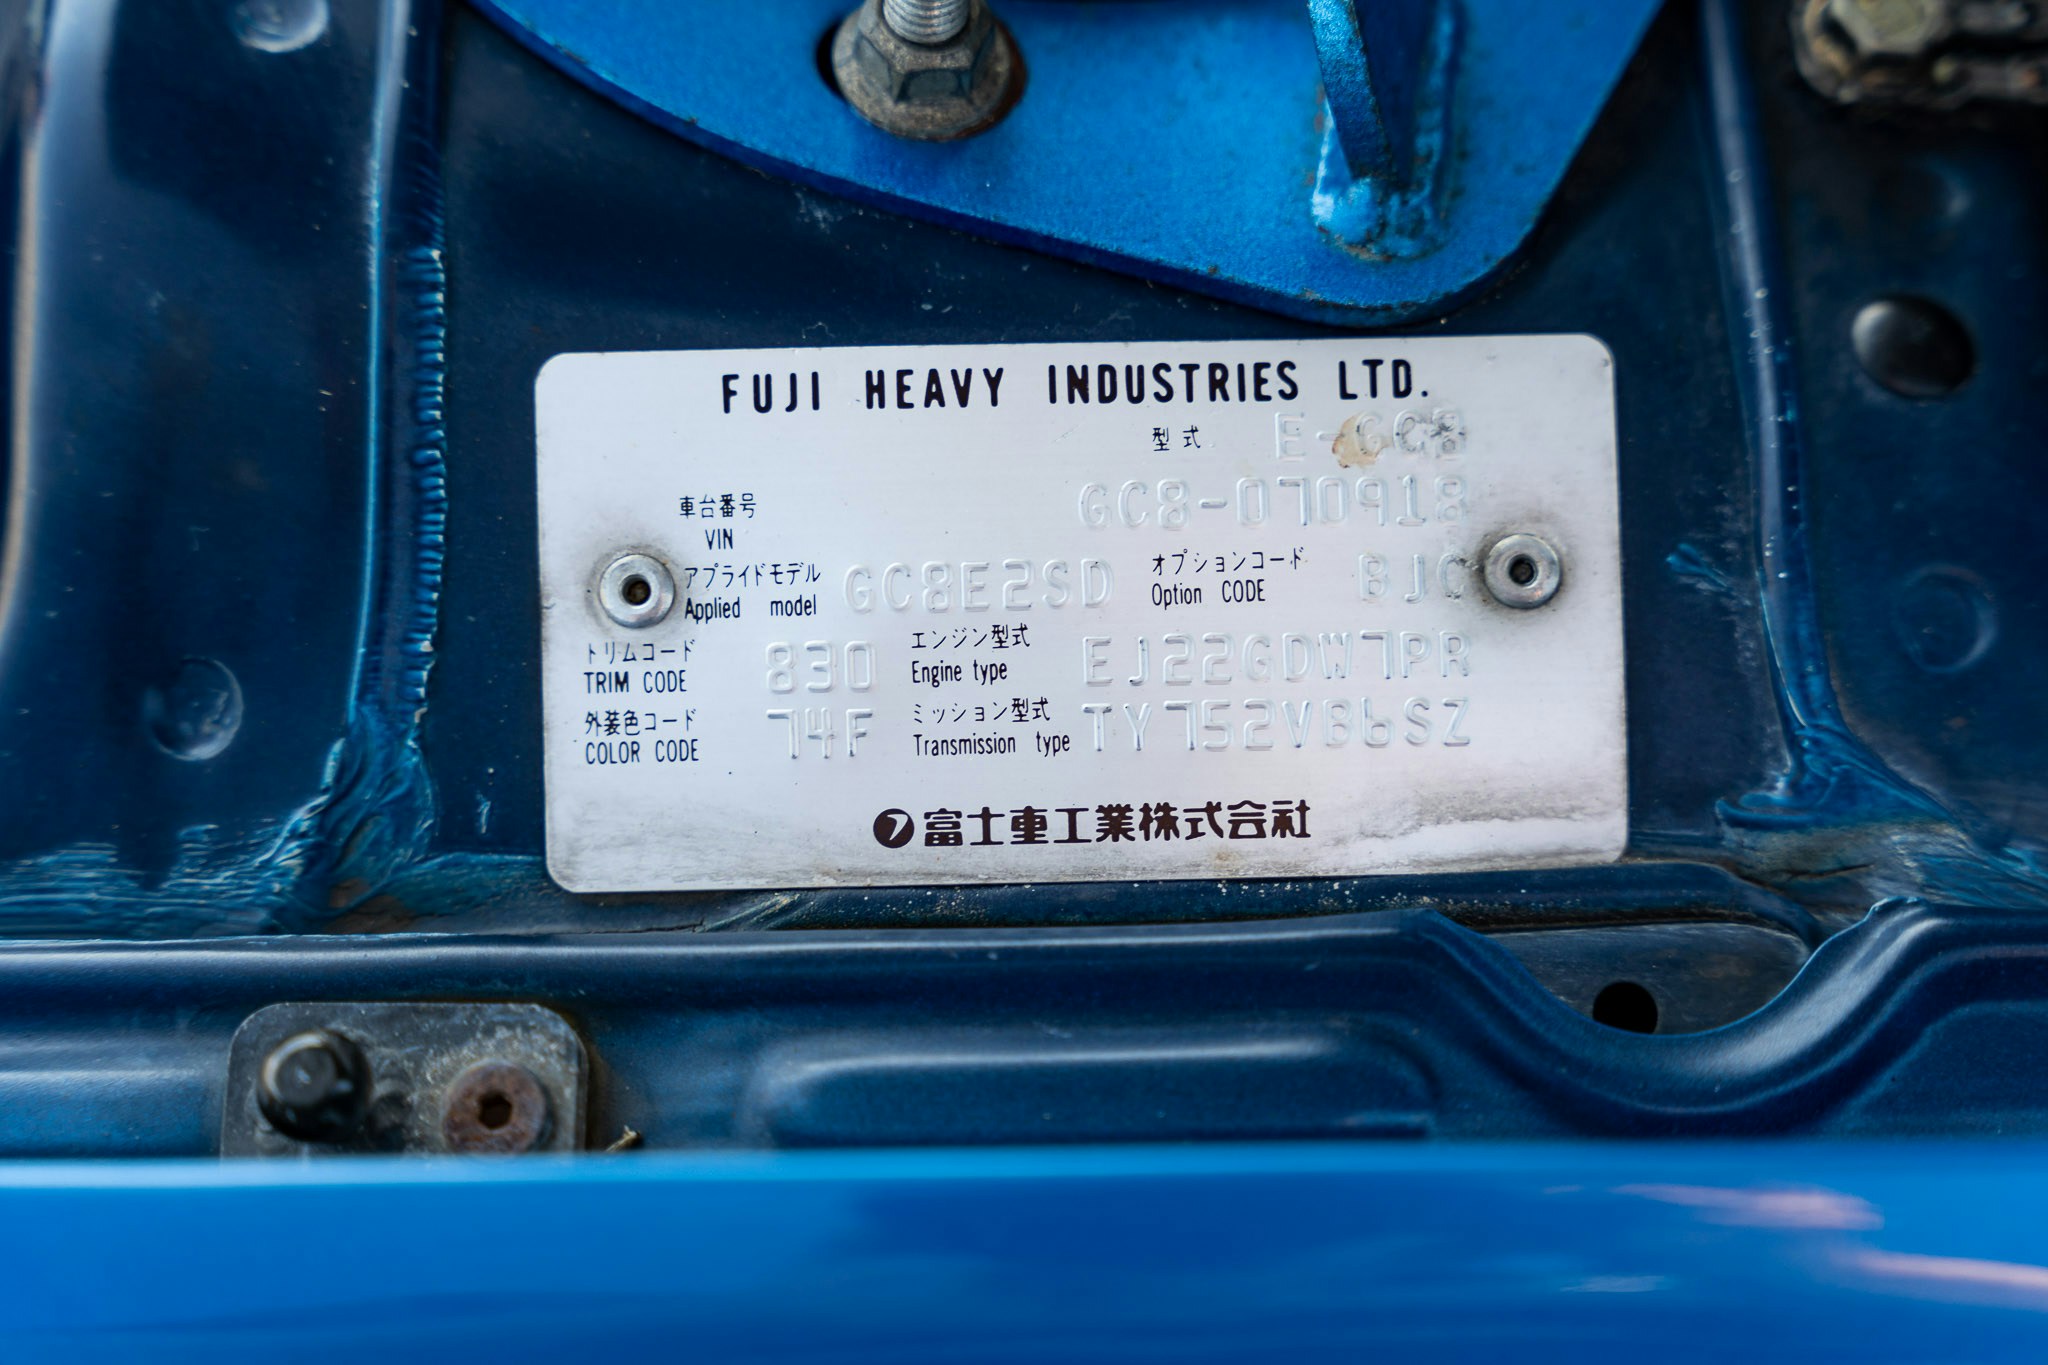 FUJI HEAVY INDUSTRIES LTD.
型式 E-GC8
車台番号 GC8-070918
VIN
アプライドモデル GC8E2SD オプションコード BJC
Applied model Option CODE
トリムコード 830 エンジン型式 EJ22GDW7PR
TRIM CODE Engine type
外装色コード 74F ミッション型式 TY752VB6SZ
COLOR CODE Transmission type
富士重工業株式会社